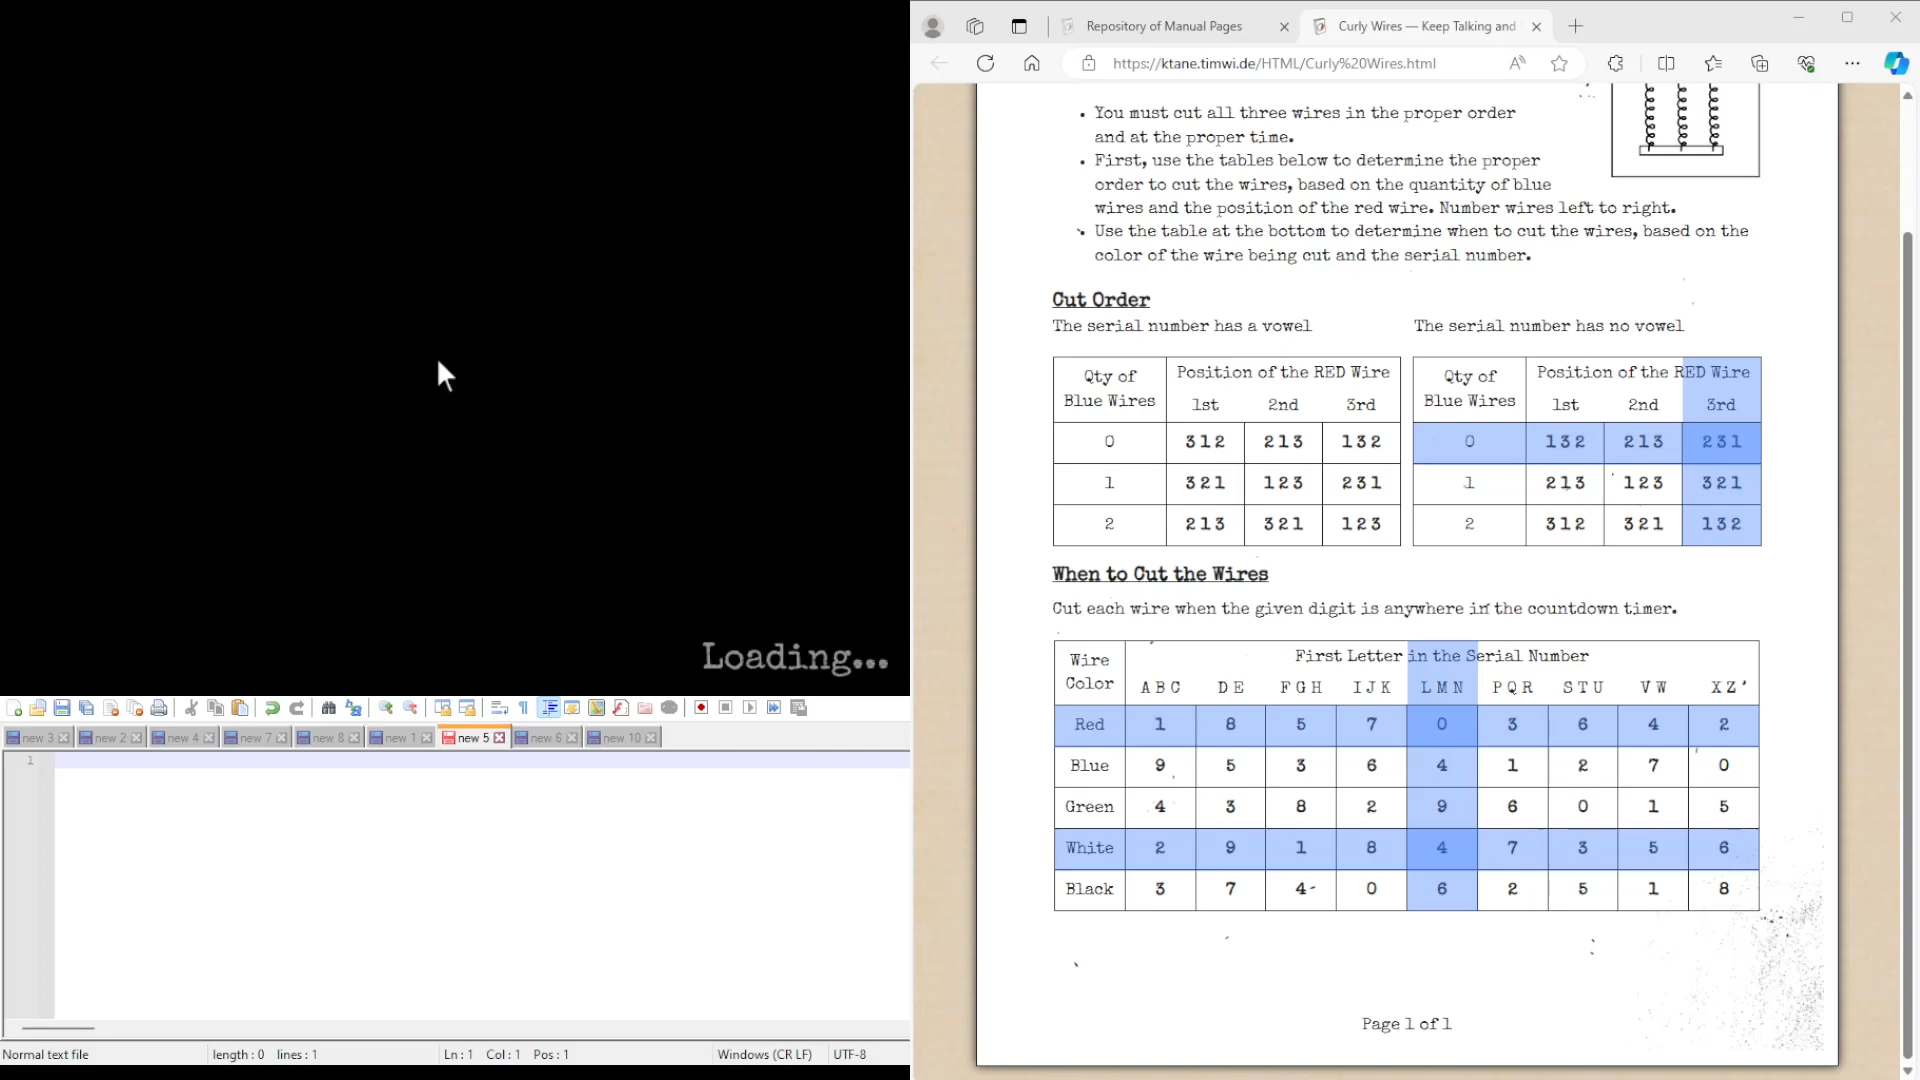 Loading...
new 3
new 2
new 4
new 7
new 8
new 1
new 5
new 6
new 10
1
Normal text file
length : 0 lines : 1
Ln : 1 Col : 1 Pos : 1
Windows (CR LF)
UTF-8
Repository of Manual Pages
Curly Wires — Keep Talking and
https://ktane.timwi.de/HTML/Curly%20Wires.html
• You must cut all three wires in the proper order
and at the proper time.
• First, use the tables below to determine the proper
order to cut the wires, based on the quantity of blue
wires and the position of the red wire. Number wires left to right.
• Use the table at the bottom to determine when to cut the wires, based on the
color of the wire being cut and the serial number.
Cut Order
The serial number has a vowel
Qty of Blue Wires Position of the RED Wire
1st 2nd 3rd
0 312 213 132
1 321 123 231
2 213 321 123
The serial number has no vowel
Qty of Blue Wires Position of the RED Wire
1st 2nd 3rd
0 132 213 231
1 213 123 321
2 312 321 132
When to Cut the Wires
Cut each wire when the given digit is anywhere in the countdown timer.
Wire Color First Letter in the Serial Number
ABC DE FGH IJK LMN PQR STU VW XZ
Red 1 8 5 7 0 3 6 4 2
Blue 9 5 3 6 4 1 2 7 0
Green 4 3 8 2 9 6 0 1 5
White 2 9 1 8 4 7 3 5 6
Black 3 7 4 0 6 2 5 1 8
Page 1 of 1